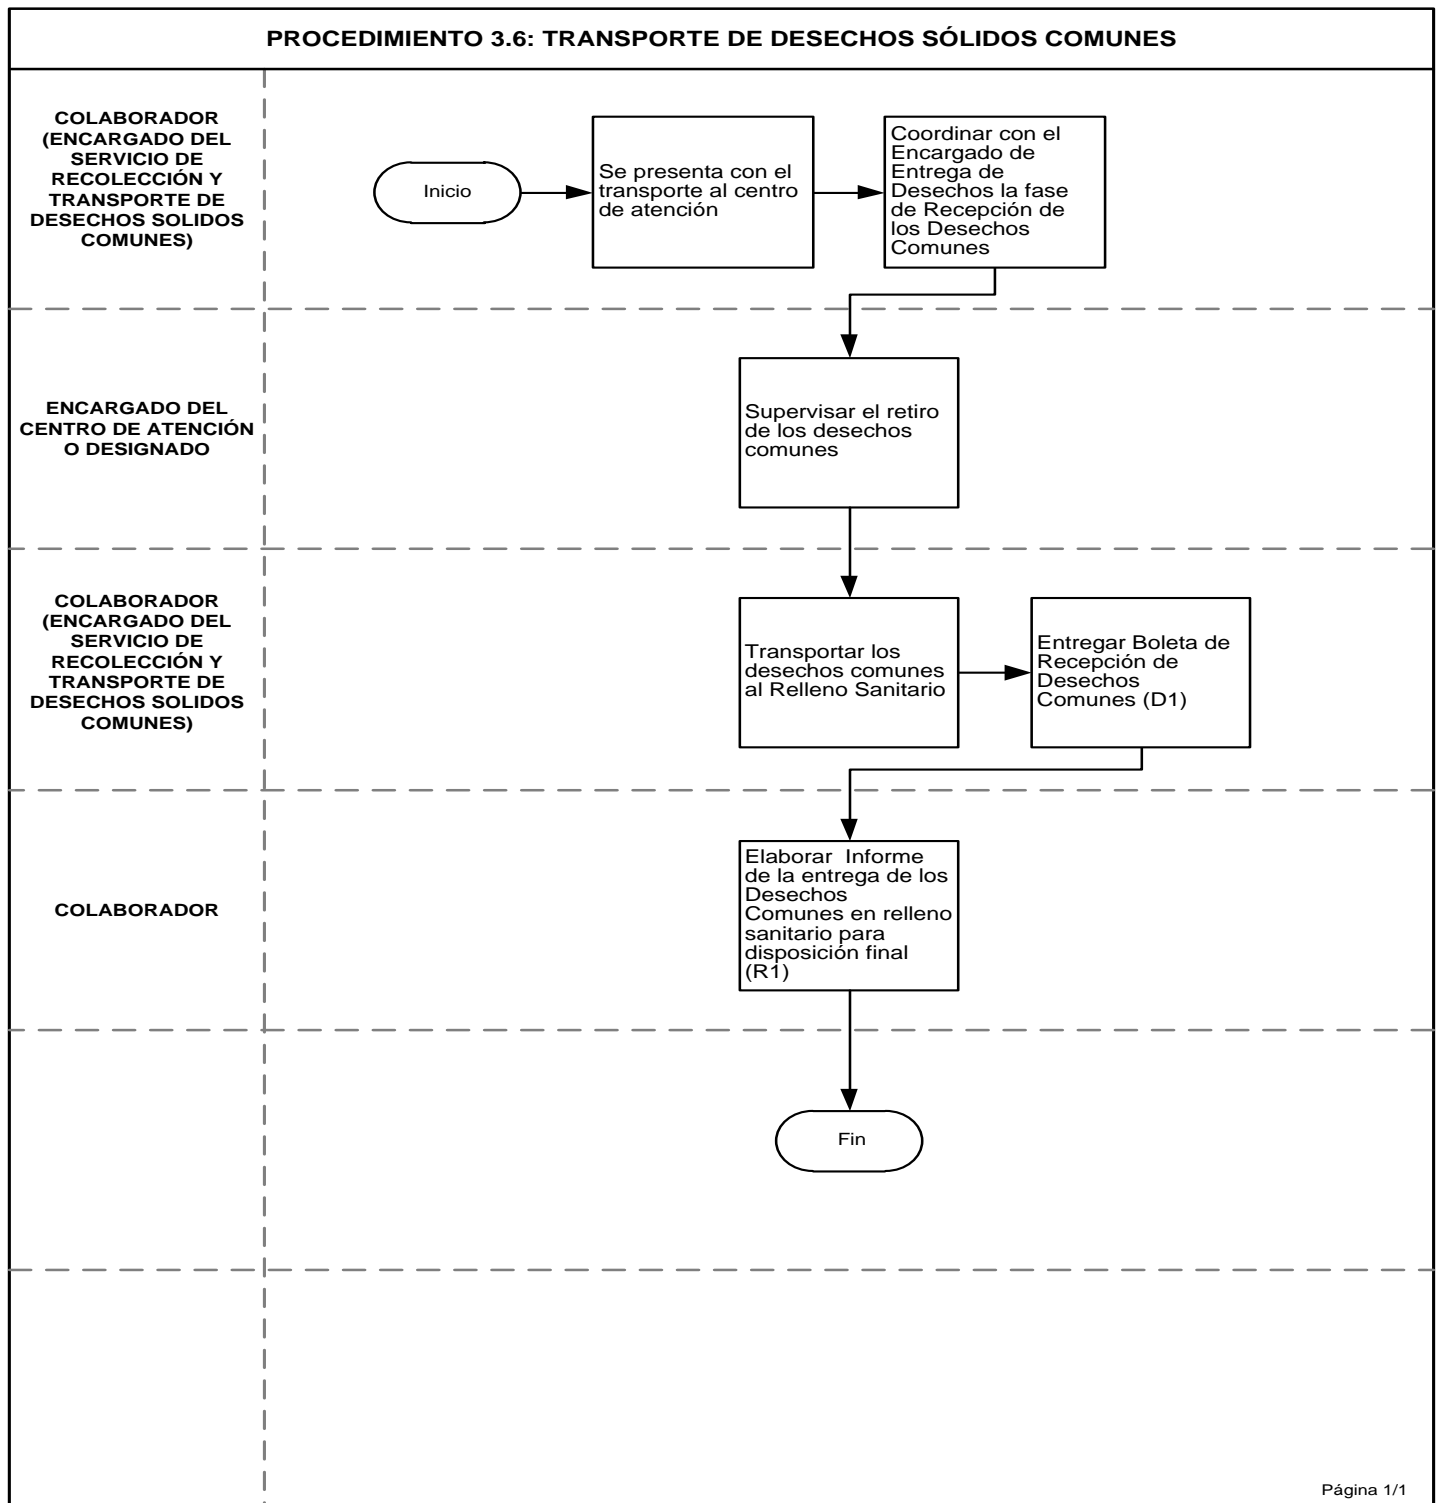 PROCEDIMIENTO 3.6: TRANSPORTE DE DESECHOS SÓLIDOS COMUNES
COLABORADOR
(ENCARGADO DEL
SERVICIO DE
RECOLECCIÓN Y
TRANSPORTE DE
DESECHOS SOLIDOS
COMUNES)
Inicio
Se presenta con el
transporte al centro
de atención
Coordinar con el
Encargado de
Entrega de
Desechos la fase
de Recepción de
los Desechos
Comunes
ENCARGADO DEL
CENTRO DE ATENCIÓN
O DESIGNADO
Supervisar el retiro
de los desechos
comunes
COLABORADOR
(ENCARGADO DEL
SERVICIO DE
RECOLECCIÓN Y
TRANSPORTE DE
DESECHOS SOLIDOS
COMUNES)
Transportar los
desechos comunes
al Relleno Sanitario
Entregar Boleta de
Recepción de
Desechos
Comunes (D1)
COLABORADOR
Elaborar  Informe
de la entrega de los
Desechos
Comunes en relleno
sanitario para
disposición final
(R1)
Fin
Página 1/1